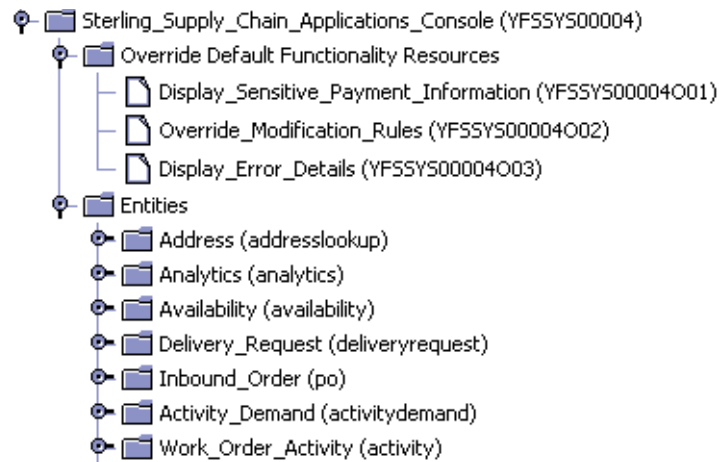 Sterling_Supply_Chain_Applications_Console (YFSSYS00004)
Override Default Functionality Resources
Display_Sensitive_Payment_Information (YFSSYS00004O01)
Override_Modification_Rules (YFSSYS00004O02)
Display_Error_Details (YFSSYS00004O03)
Entities
Address (addresslookup)
Analytics (analytics)
Availability (availability)
Delivery_Request (deliveryrequest)
Inbound_Order (po)
Activity_Demand (activitydemand)
Work_Order_Activity (activity)